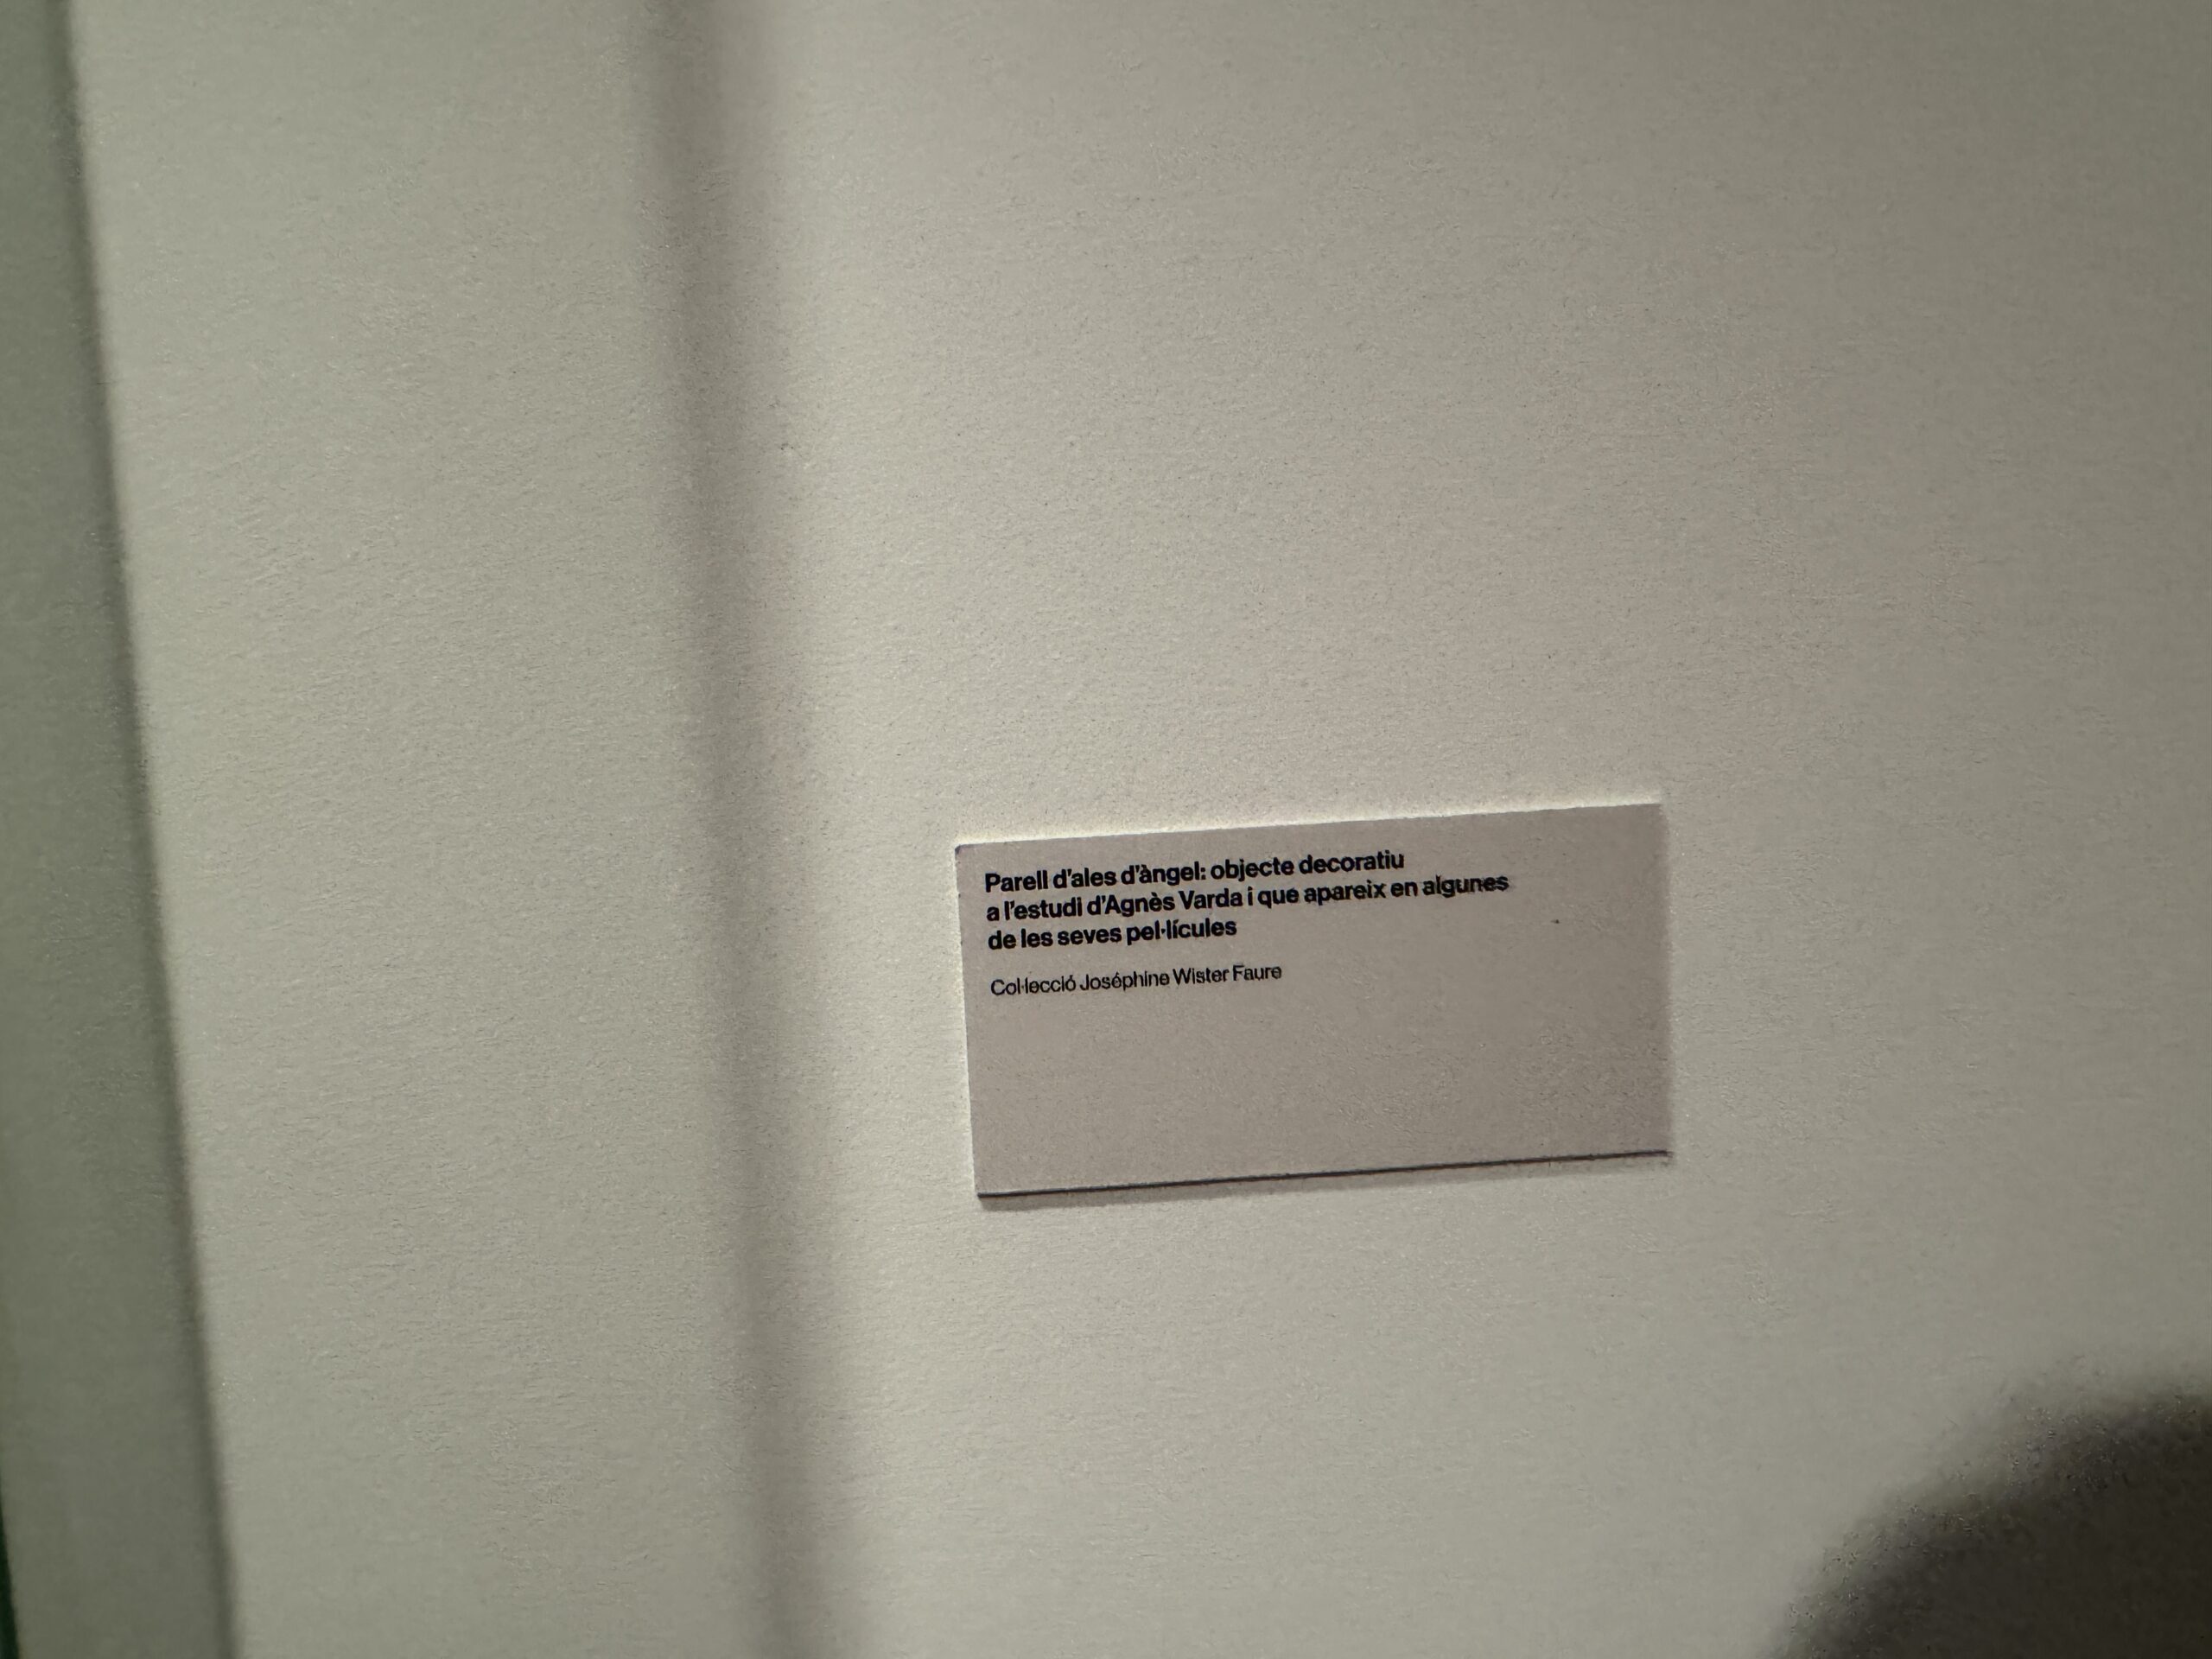 Parell d'ales d'àngel: objecte decoratiu
a l'estudi d'Agnès Varda i que apareix en algunes
de les seves pel·lícules
Col·lecció Joséphine Wister Faure